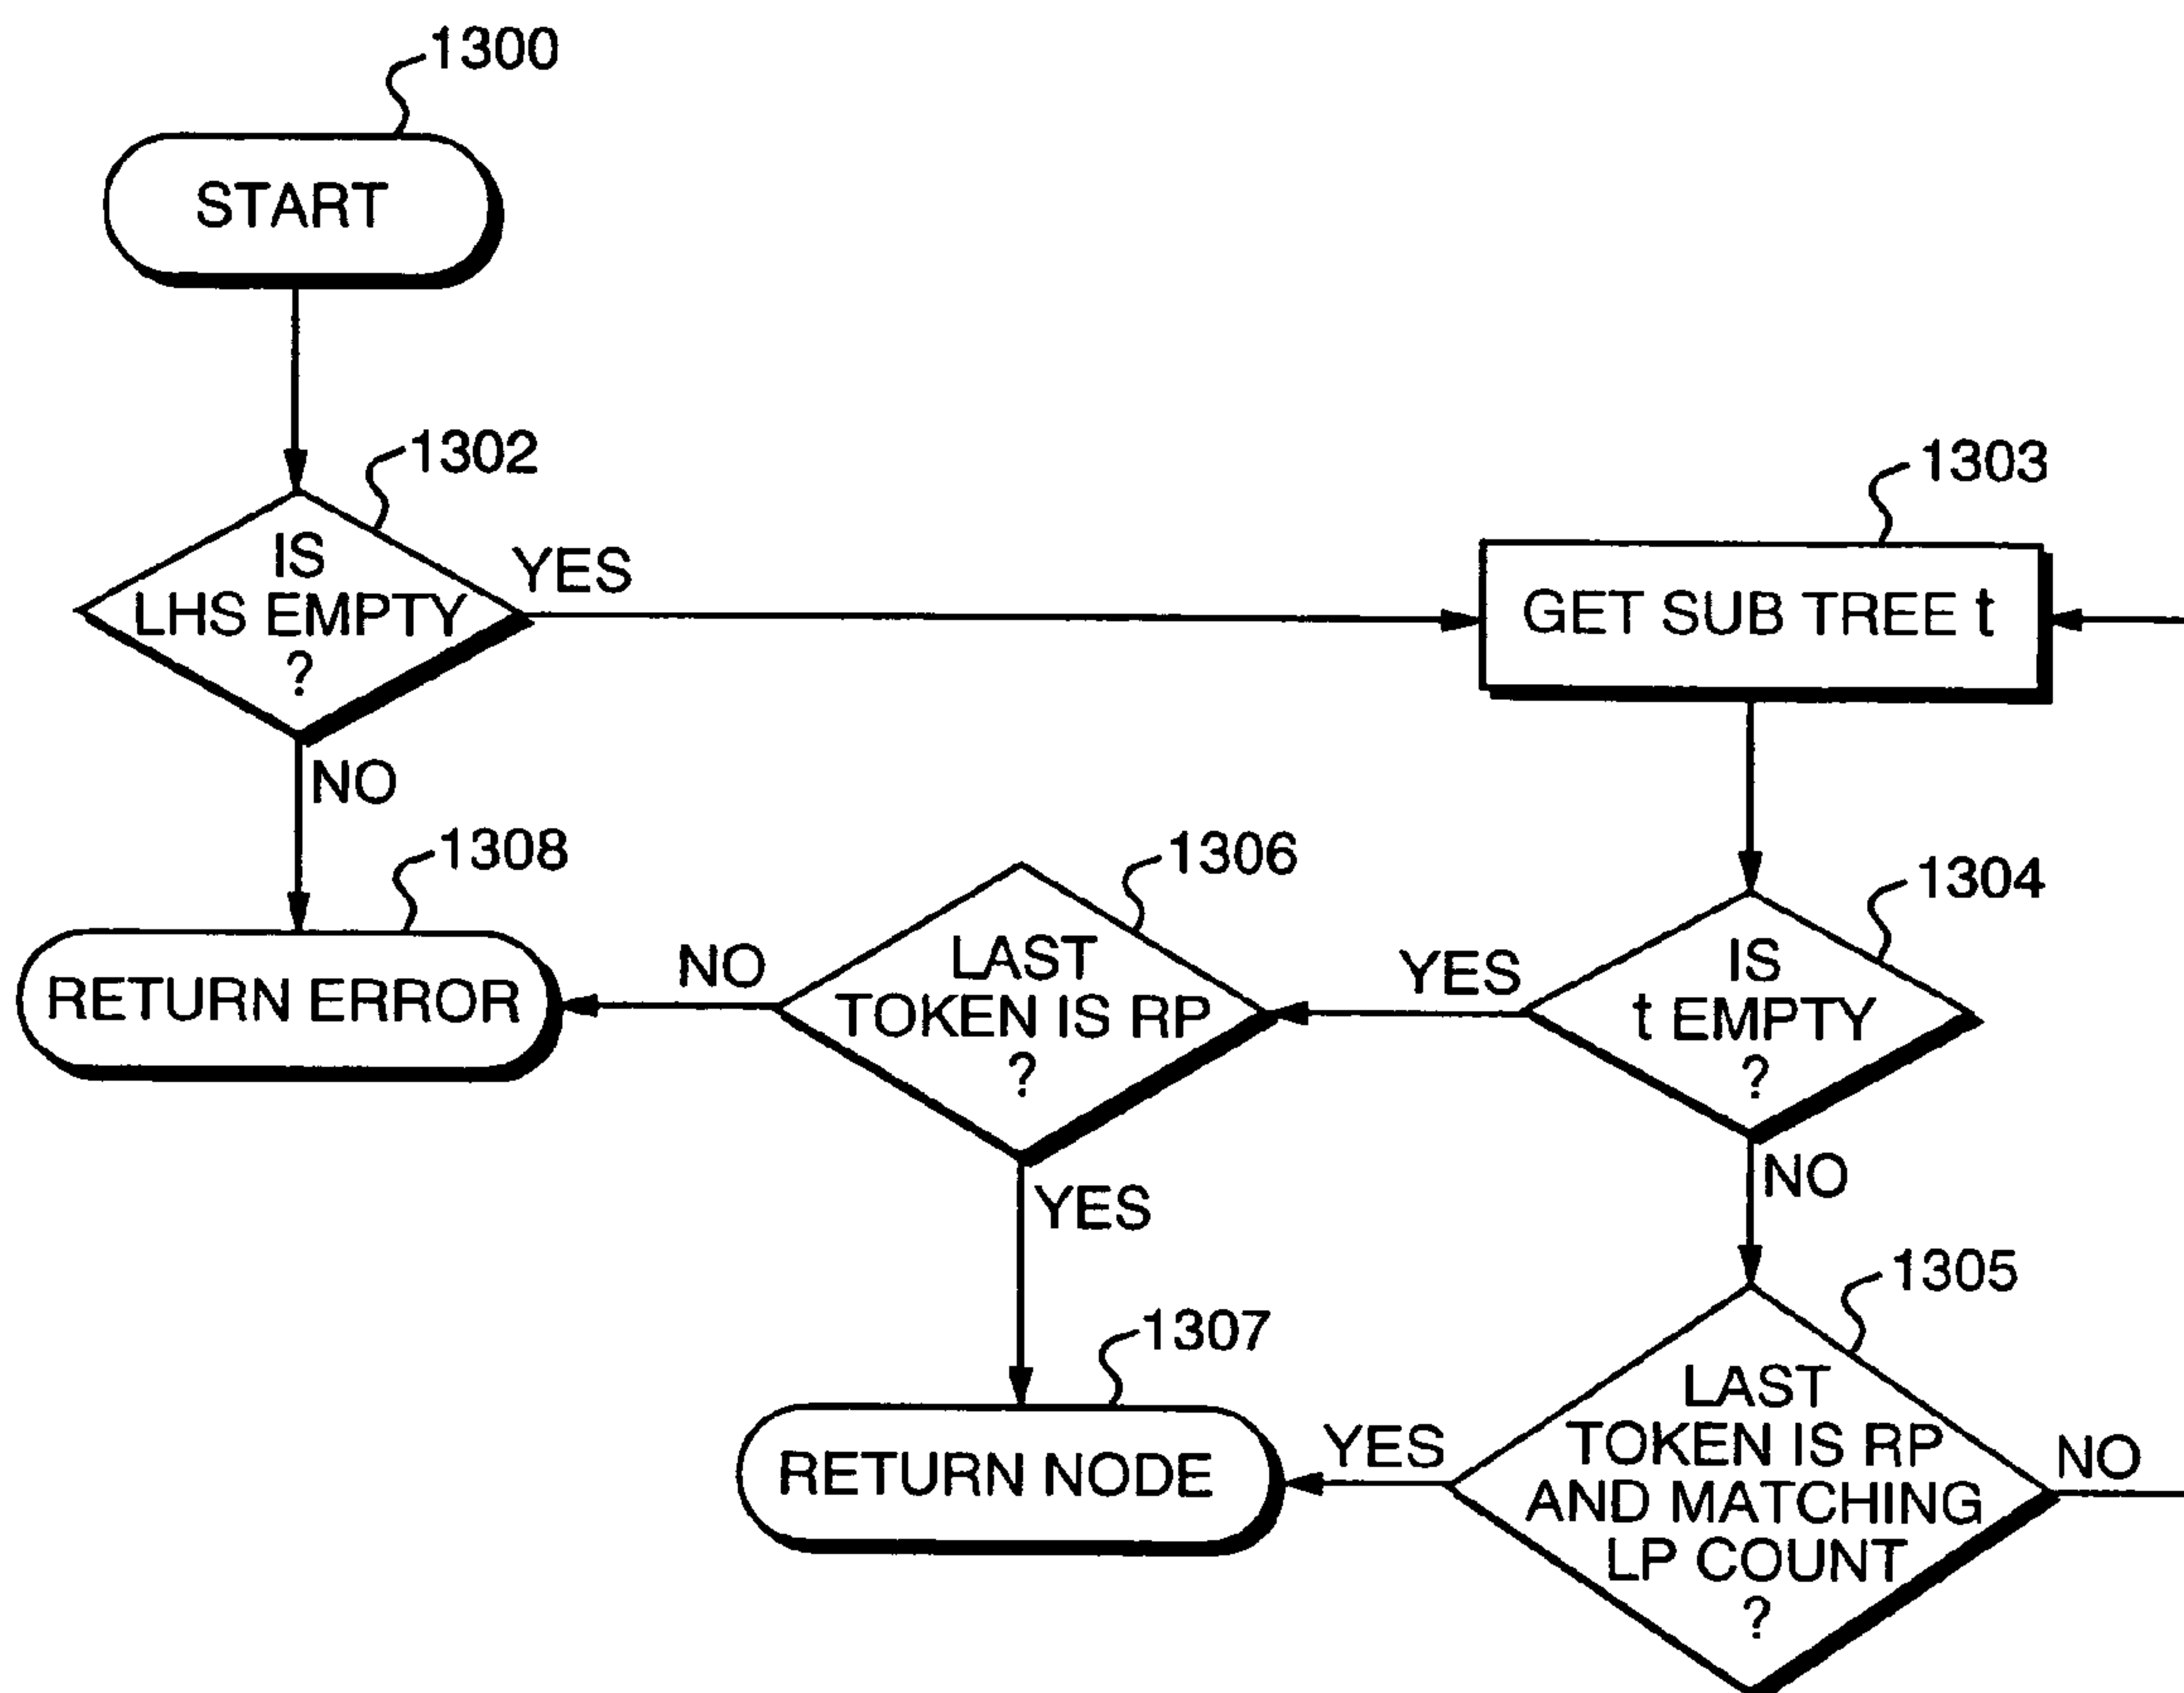 1300
START
1302
IS
LHS EMPTY
?
YES
NO
1303
GET SUB TREE t
1308
RETURN ERROR
NO
1306
LAST
TOKEN IS RP
?
YES
YES
1304
IS
t EMPTY
?
NO
1307
RETURN NODE
YES
1305
LAST
TOKEN IS RP
AND MATCHING
LP COUNT
?
NO